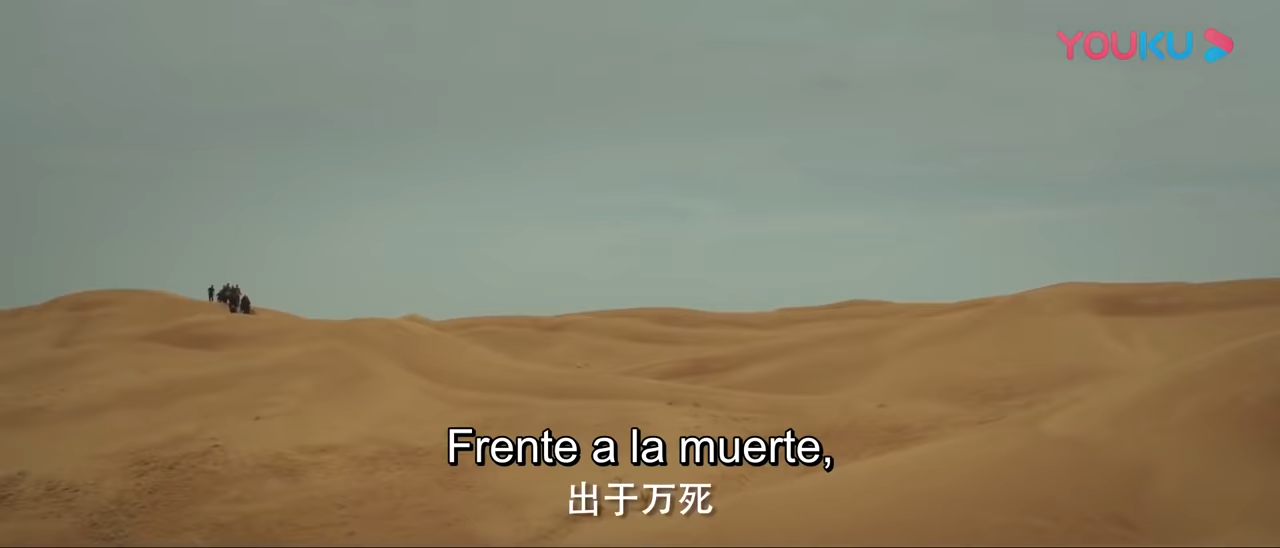 YOUKU
Frente a la muerte,
出于万死